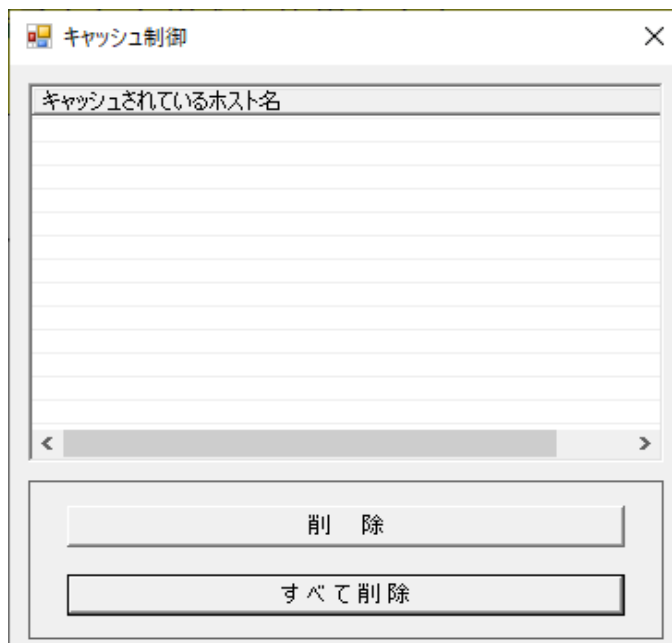 キャッシュ制御
キャッシュされているホスト名
削　除
すべて削除